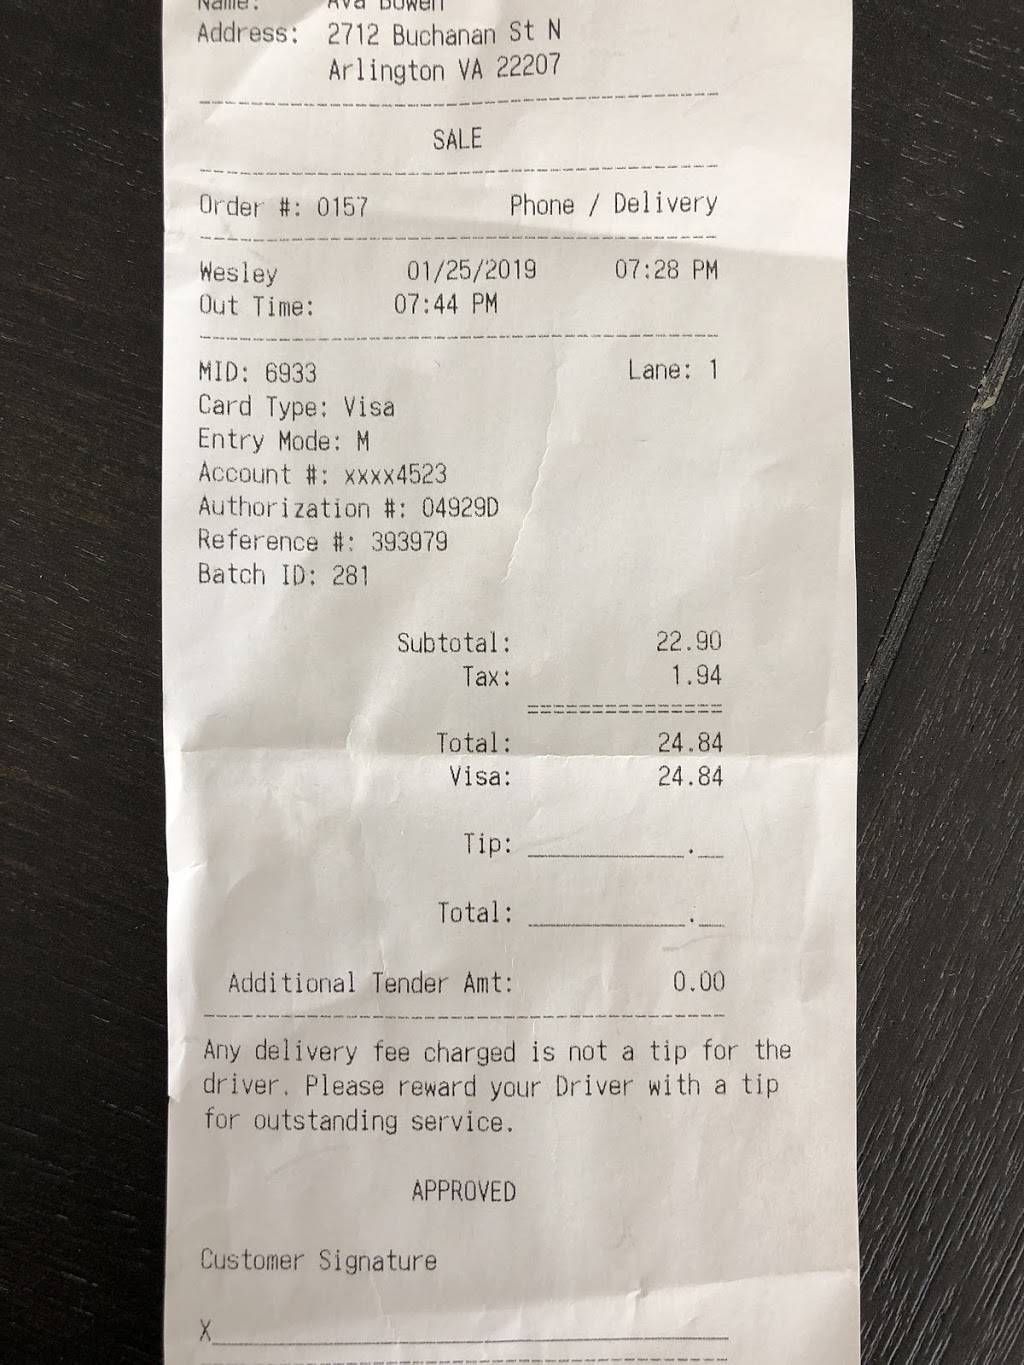 Name: Ava Bowen
Address: 2712 Buchanan St N
Arlington VA 22207
SALE
Order #: 0157 Phone / Delivery
Wesley 01/25/2019 07:28 PM
Out Time: 07:44 PM
MID: 6933 Lane: 1
Card Type: Visa
Entry Mode: M
Account #: xxxx4523
Authorization #: 04929D
Reference #: 393979
Batch ID: 281
Subtotal: 22.90
Tax: 1.94
===============
Total: 24.84
Visa: 24.84
Tip: ____________.__
Total: ____________.__
Additional Tender Amt: 0.00
Any delivery fee charged is not a tip for the
driver. Please reward your Driver with a tip
for outstanding service.
APPROVED
Customer Signature
X________________________________________